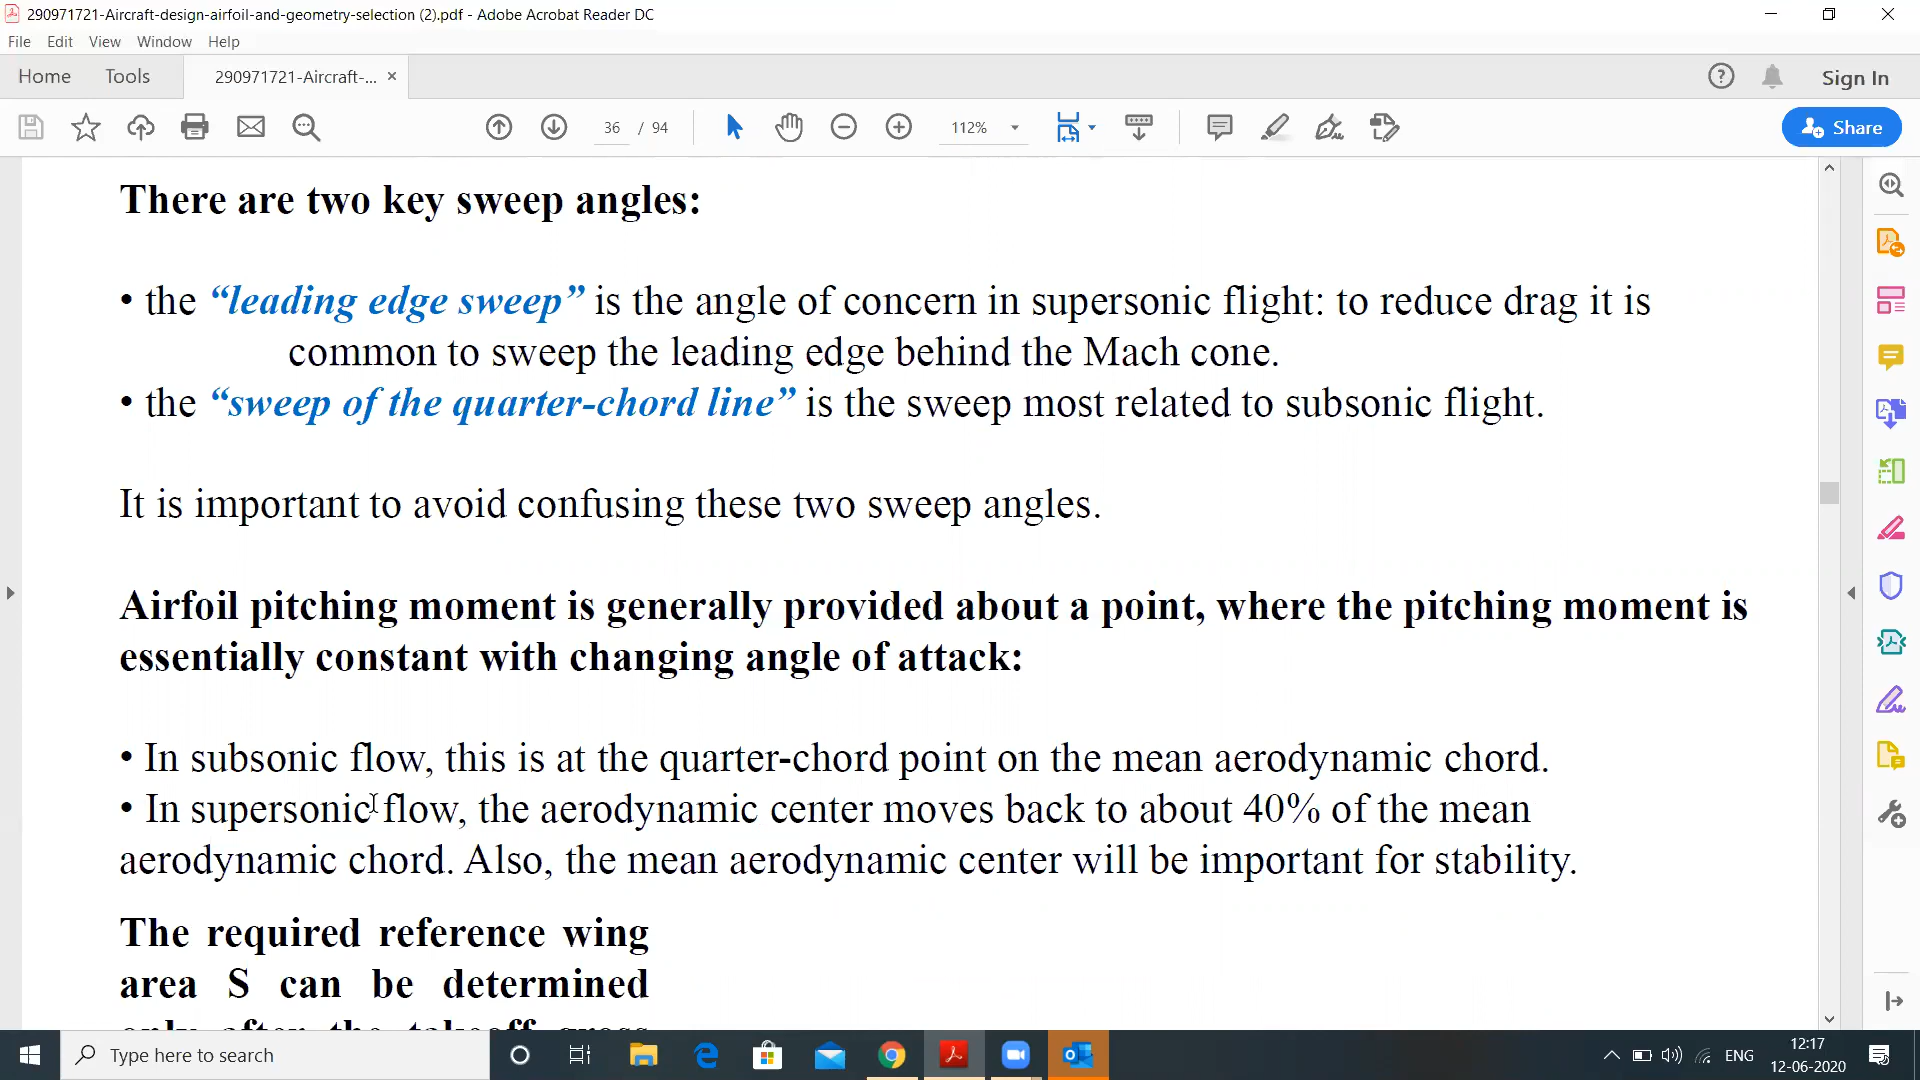 290971721-Aircraft-design-airfoil-and-geometry-selection (2).pdf - Adobe Acrobat Reader DC
File Edit View Window Help
Home Tools 290971721-Aircraft-... × Sign In
36 / 94 112% Share
There are two key sweep angles:
• the “leading edge sweep” is the angle of concern in supersonic flight: to reduce drag it is
common to sweep the leading edge behind the Mach cone.
• the “sweep of the quarter-chord line” is the sweep most related to subsonic flight.
It is important to avoid confusing these two sweep angles.
Airfoil pitching moment is generally provided about a point, where the pitching moment is
essentially constant with changing angle of attack:
• In subsonic flow, this is at the quarter-chord point on the mean aerodynamic chord.
• In supersonic flow, the aerodynamic center moves back to about 40% of the mean
aerodynamic chord. Also, the mean aerodynamic center will be important for stability.
The required reference wing
area S can be determined
only after the takeoff gross
Type here to search
ENG
12:17
12-06-2020